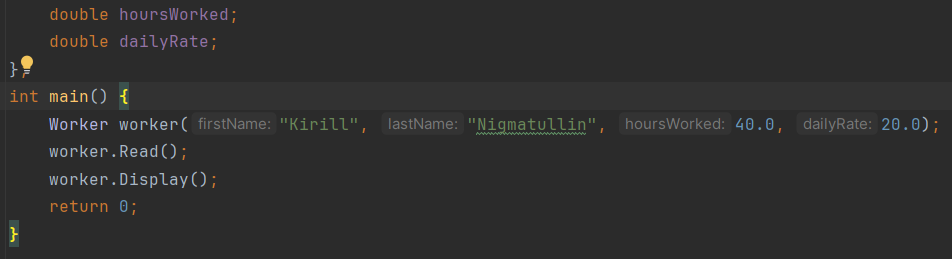 double hoursWorked;
double dailyRate;
};
int main() {
Worker worker( firstName: "Kirill", lastName: "Nigmatullin", hoursWorked: 40.0, dailyRate: 20.0);
worker.Read();
worker.Display();
return 0;
}